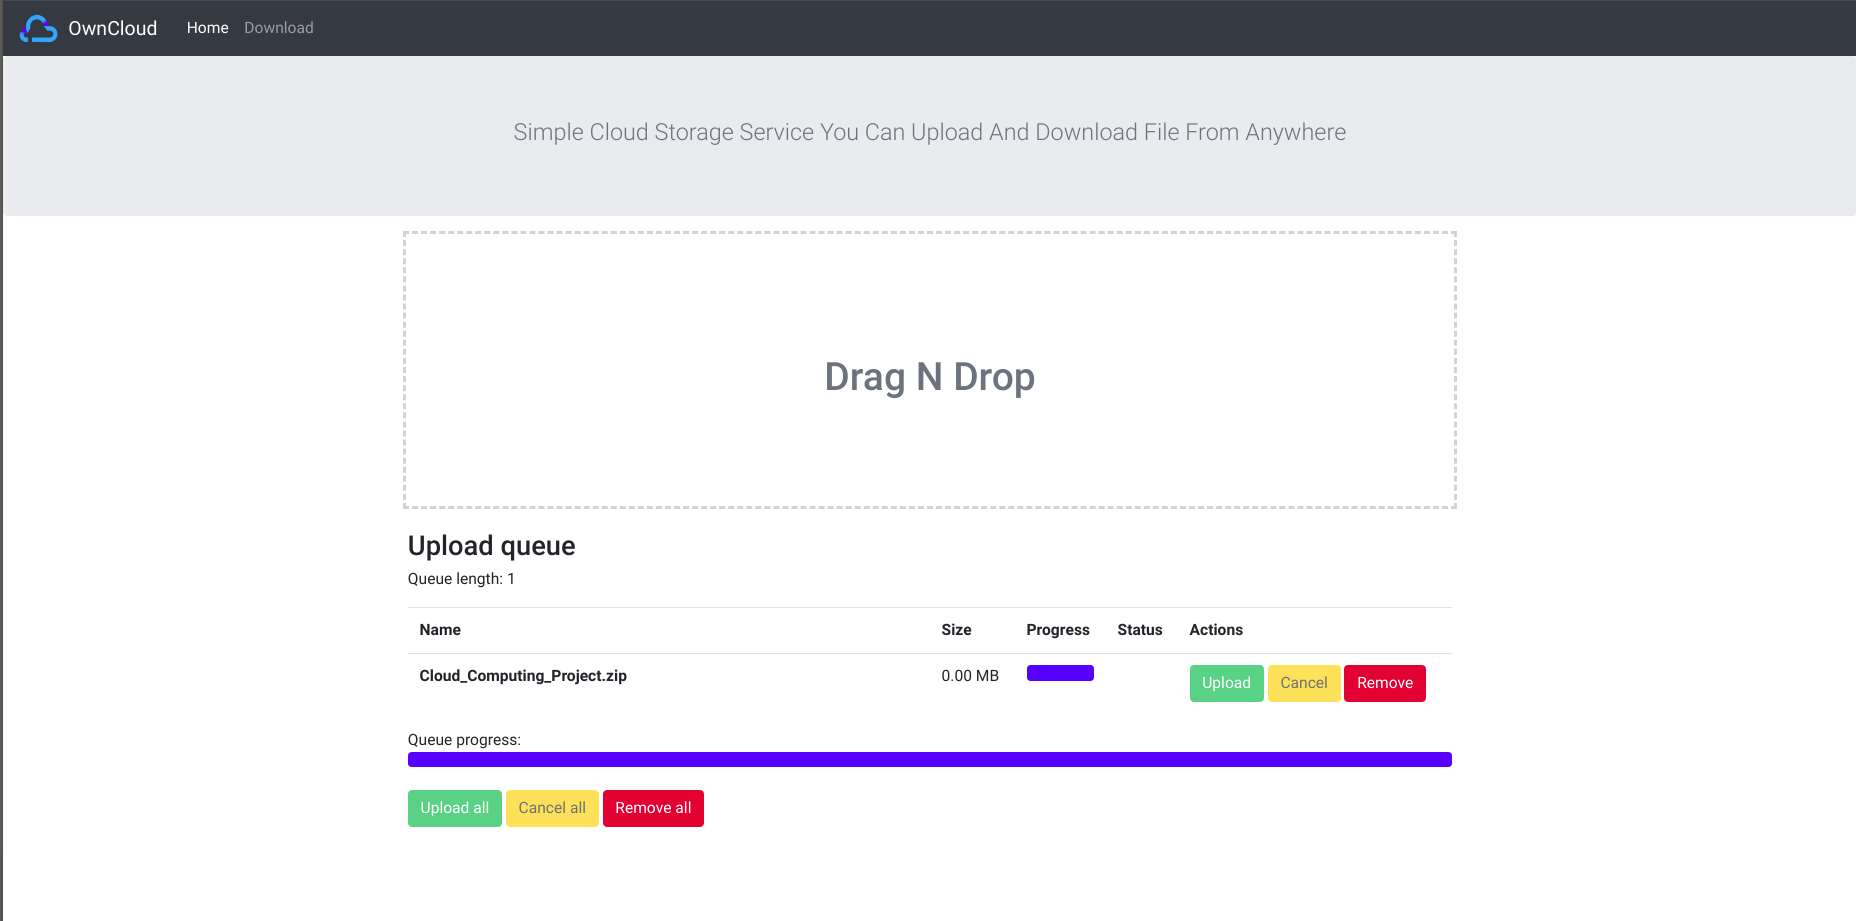 OwnCloud Home Download
Simple Cloud Storage Service You Can Upload And Download File From Anywhere
Drag N Drop
Upload queue
Queue length: 1
Name Size Progress Status Actions
Cloud_Computing_Project.zip 0.00 MB Upload Cancel Remove
Queue progress:
Upload all Cancel all Remove all